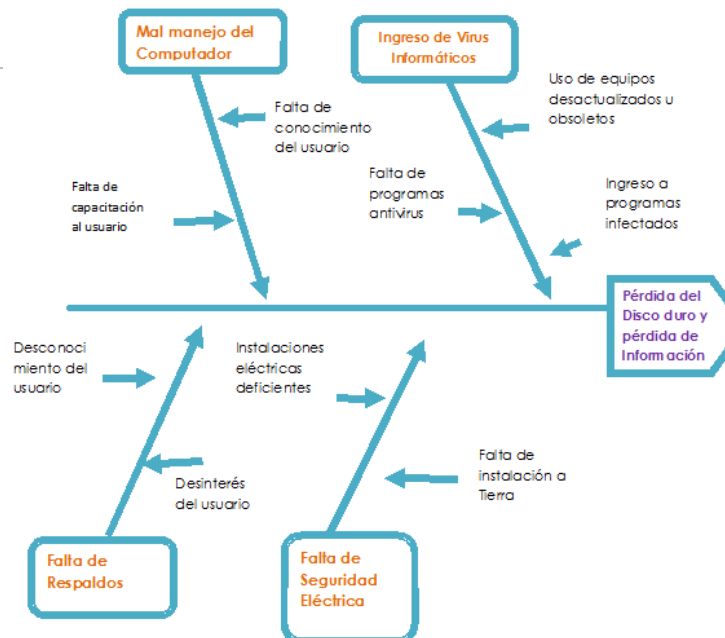 Mal manejo del
Computador
Ingreso de Virus
Informáticos
Falta de
conocimiento
del usuario
Uso de equipos
desactualizados u
obsoletos
Falta de
capacitación
al usuario
Falta de
programas
antivirus
Ingreso a
programas
infectados
Pérdida del
Disco duro y
pérdida de
Información
Desconoci
miento del
usuario
Instalaciones
eléctricas
deficientes
Desinterés
del usuario
Falta de
instalación a
Tierra
Falta de
Respaldos
Falta de
Seguridad
Eléctrica